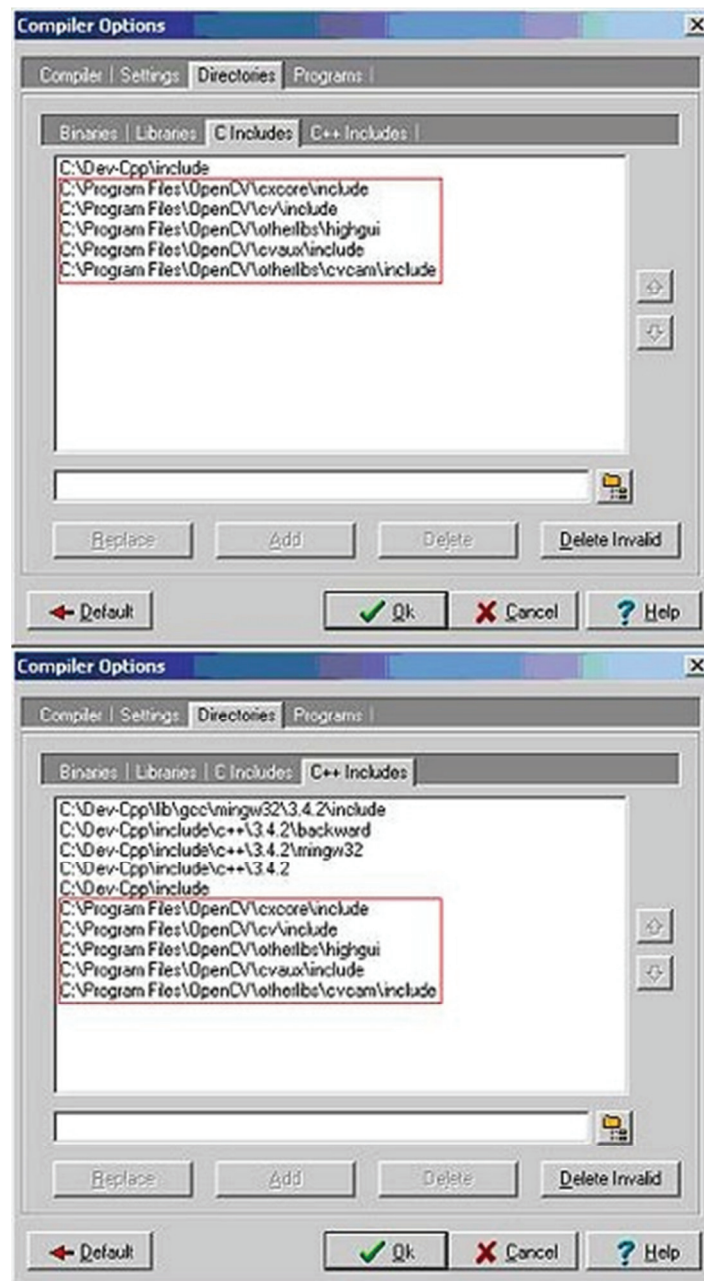 Compiler Options
Compiler Settings Directories Programs
Binaries Libraries C Includes C++ Includes
C:\Dev-Cpp\include
C:\Program Files\OpenCV\cxcore\include
C:\Program Files\OpenCV\cv\include
C:\Program Files\OpenCV\otherlibs\highgui
C:\Program Files\OpenCV\cvaux\include
C:\Program Files\OpenCV\otherlibs\cvcam\include
Replace Add Delete Delete Invalid
Default Ok Cancel Help
Compiler Options
Compiler Settings Directories Programs
Binaries Libraries C Includes C++ Includes
C:\Dev-Cpp\lib\gcc\mingw32\3.4.2\include
C:\Dev-Cpp\include\c++\3.4.2\backward
C:\Dev-Cpp\include\c++\3.4.2\mingw32
C:\Dev-Cpp\include\c++\3.4.2
C:\Dev-Cpp\include
C:\Program Files\OpenCV\cxcore\include
C:\Program Files\OpenCV\cv\include
C:\Program Files\OpenCV\otherlibs\highgui
C:\Program Files\OpenCV\cvaux\include
C:\Program Files\OpenCV\otherlibs\cvcam\include
Replace Add Delete Delete Invalid
Default Ok Cancel Help